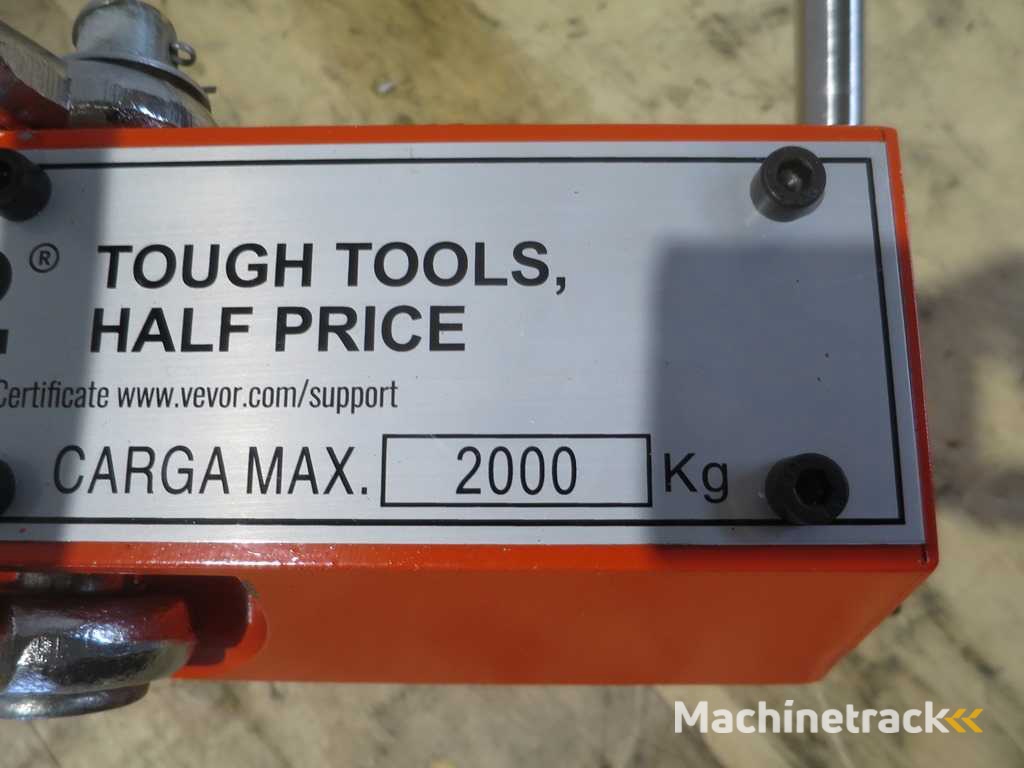 ® TOUGH TOOLS,
HALF PRICE
Certificate www.vevor.com/support
CARGA MAX. 2000 Kg
Machinetrack